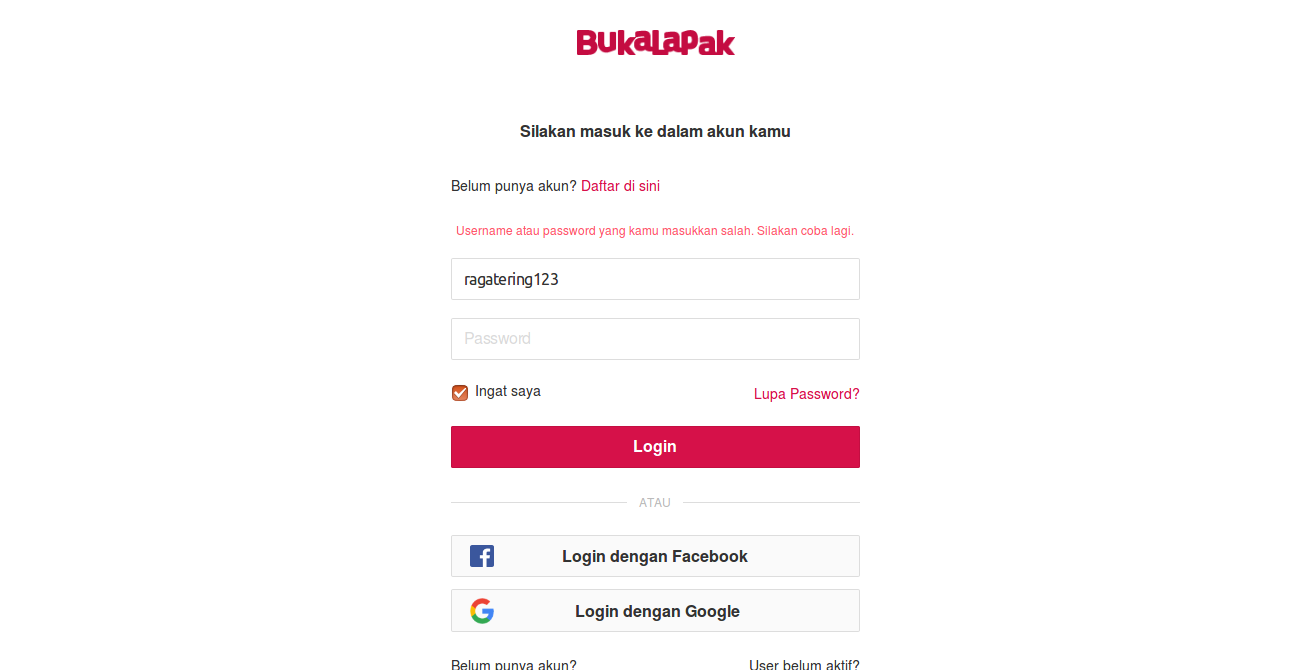 BukaLapak
Silakan masuk ke dalam akun kamu
Belum punya akun? Daftar di sini
Username atau password yang kamu masukkan salah. Silakan coba lagi.
ragatering123
Password
Ingat saya
Lupa Password?
Login
ATAU
Login dengan Facebook
Login dengan Google
Belum punya akun?
User belum aktif?